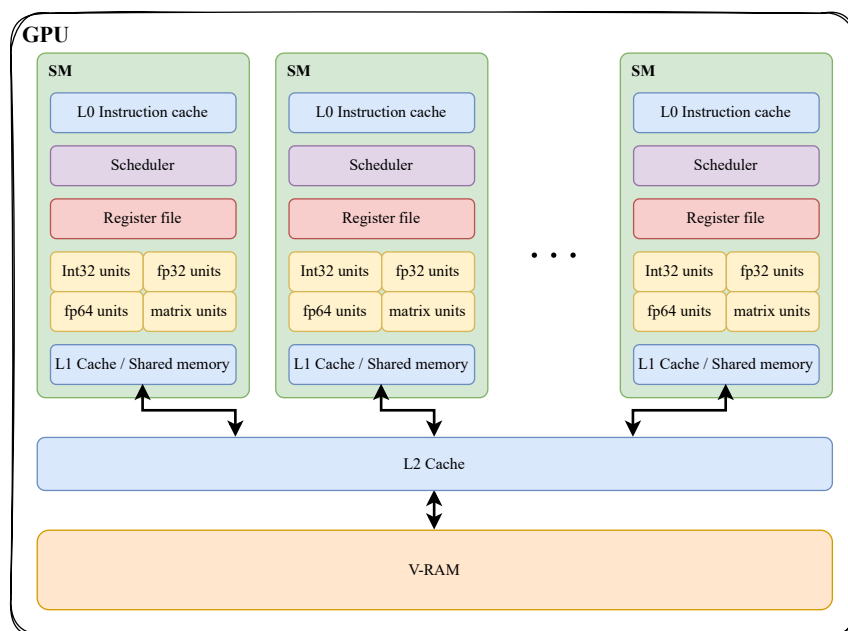 GPU
SM
L0 Instruction cache
Scheduler
Register file
Int32 units
fp32 units
fp64 units
matrix units
L1 Cache / Shared memory
SM
L0 Instruction cache
Scheduler
Register file
Int32 units
fp32 units
fp64 units
matrix units
L1 Cache / Shared memory
. . .
SM
L0 Instruction cache
Scheduler
Register file
Int32 units
fp32 units
fp64 units
matrix units
L1 Cache / Shared memory
L2 Cache
V-RAM